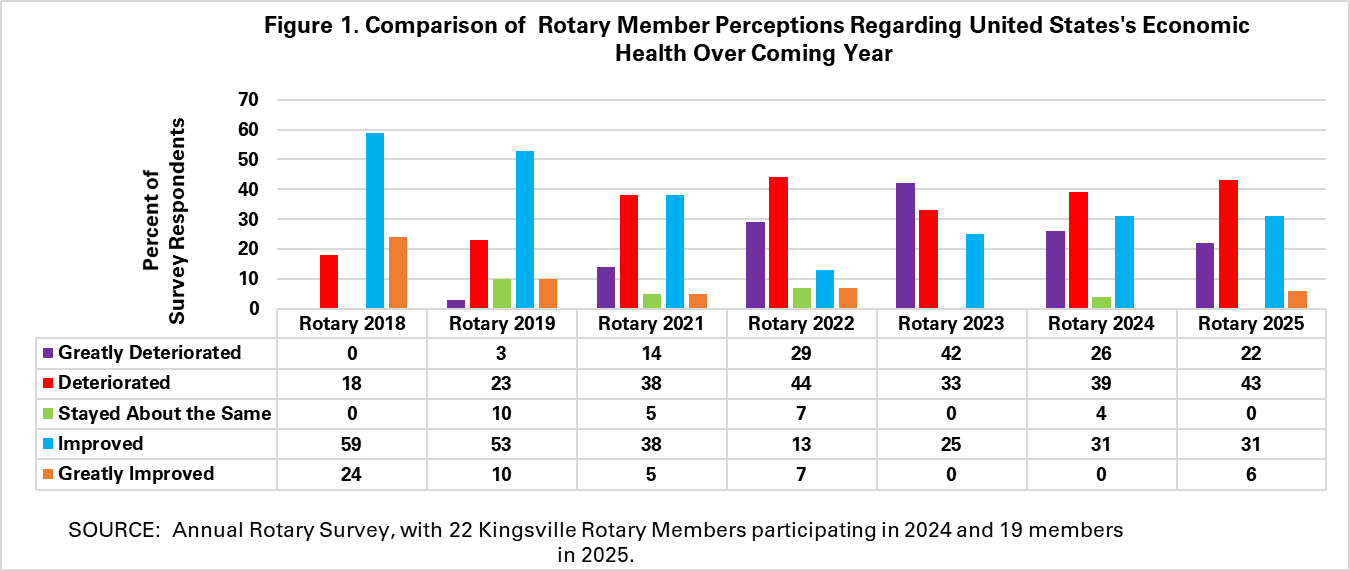 Figure 1. Comparison of  Rotary Member Perceptions Regarding United States's Economic
Health Over Coming Year
Percent of
Survey Respondents
70
60
50
40
30
20
10
0
Rotary 2018 Rotary 2019 Rotary 2021 Rotary 2022 Rotary 2023 Rotary 2024 Rotary 2025
Greatly Deteriorated 0 3 14 29 42 26 22
Deteriorated 18 23 38 44 33 39 43
Stayed About the Same 0 10 5 7 0 4 0
Improved 59 53 38 13 25 31 31
Greatly Improved 24 10 5 7 0 0 6
SOURCE:  Annual Rotary Survey, with 22 Kingsville Rotary Members participating in 2024 and 19 members
in 2025.